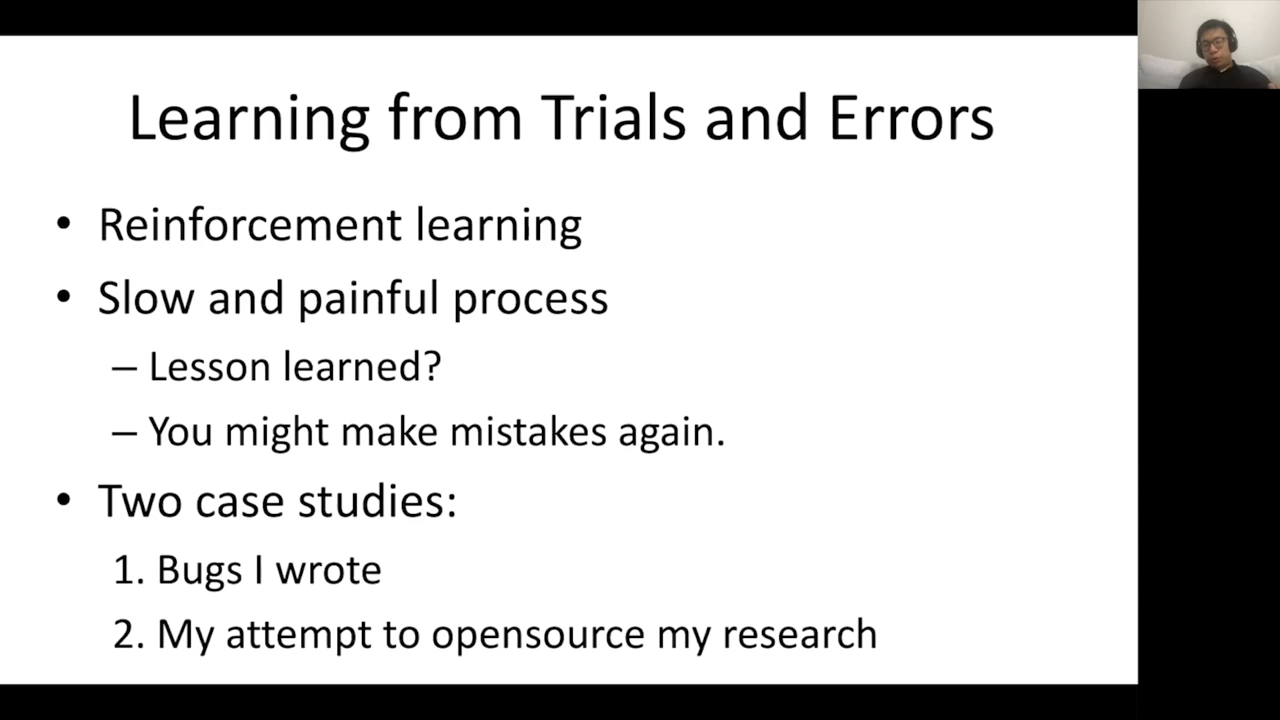 Learning from Trials and Errors
• Reinforcement learning
• Slow and painful process
– Lesson learned?
– You might make mistakes again.
• Two case studies:
1. Bugs I wrote
2. My attempt to opensource my research